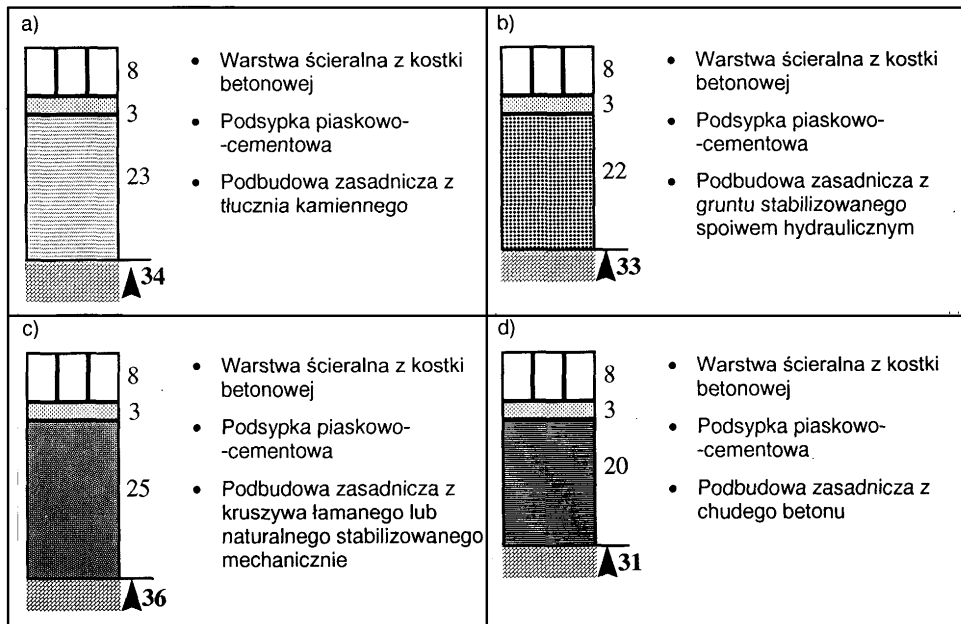 a)
8
3
23
34
• Warstwa ścieralna z kostki
betonowej
• Podsypka piaskowo-
-cementowa
• Podbudowa zasadnicza z
tłucznia kamiennego
b)
8
3
22
33
• Warstwa ścieralna z kostki
betonowej
• Podsypka piaskowo-
-cementowa
• Podbudowa zasadnicza z
gruntu stabilizowanego
spoiwem hydraulicznym
c)
8
3
25
36
• Warstwa ścieralna z kostki
betonowej
• Podsypka piaskowo-
-cementowa
• Podbudowa zasadnicza z
kruszywa łamanego lub
naturalnego stabilizowanego
mechanicznie
d)
8
3
20
31
• Warstwa ścieralna z kostki
betonowej
• Podsypka piaskowo-
-cementowa
• Podbudowa zasadnicza z
chudego betonu